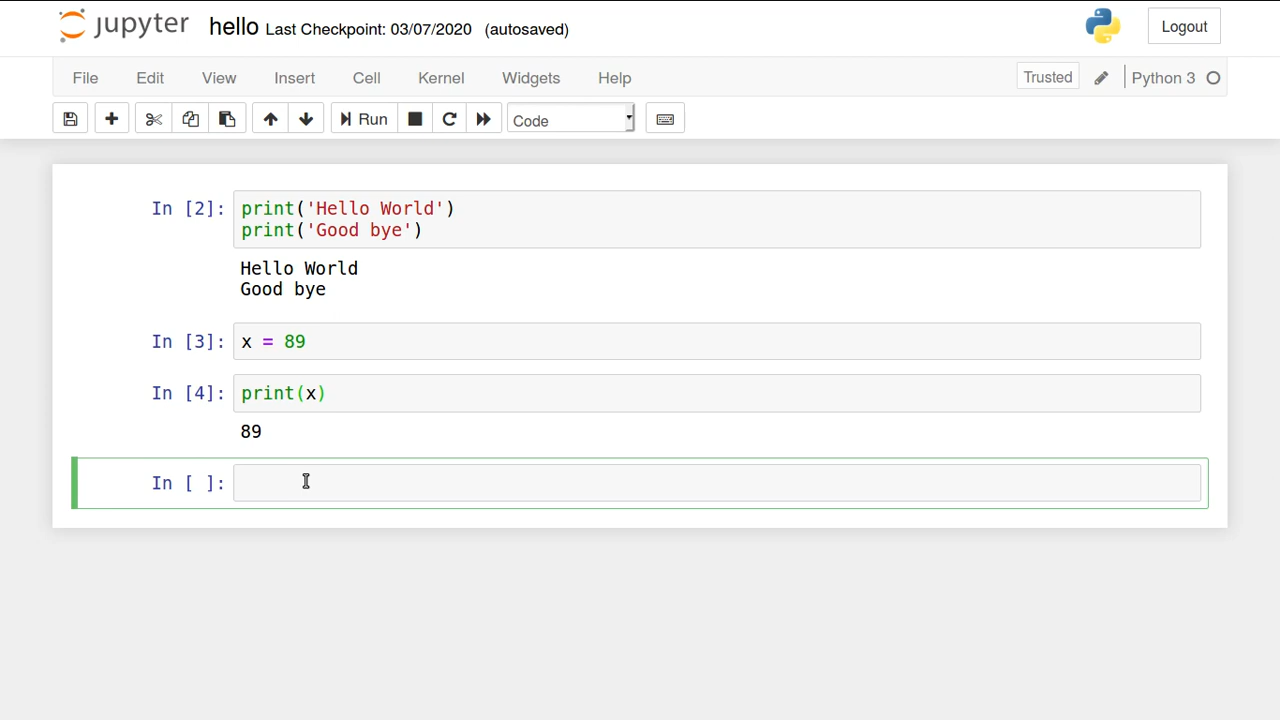 jupyter hello Last Checkpoint: 03/07/2020 (autosaved)
Logout
File Edit View Insert Cell Kernel Widgets Help
Trusted Python 3
Run Code
In [2]: print('Hello World')
print('Good bye')
Hello World
Good bye
In [3]: x = 89
In [4]: print(x)
89
In [ ]: